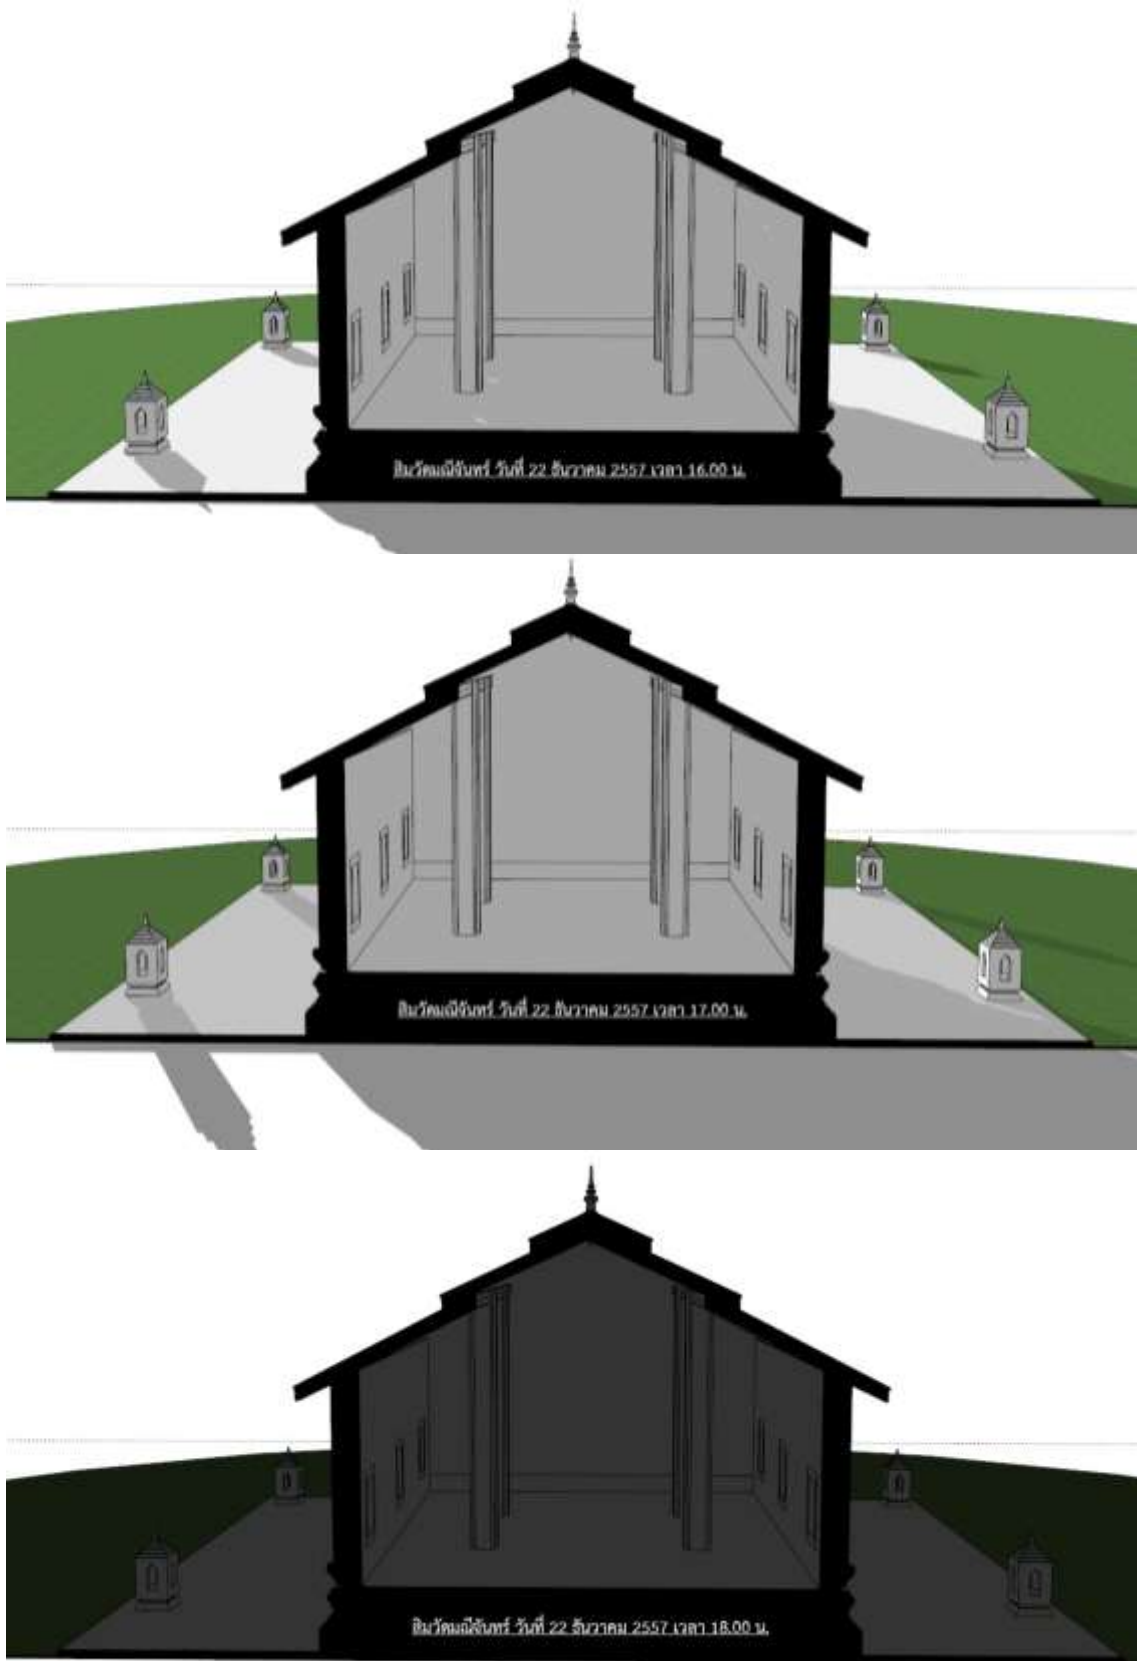 สิมวัดมณีจันทร์ วันที่ 22 ธันวาคม 2557 เวลา 16.00 น.
สิมวัดมณีจันทร์ วันที่ 22 ธันวาคม 2557 เวลา 17.00 น.
สิมวัดมณีจันทร์ วันที่ 22 ธันวาคม 2557 เวลา 18.00 น.